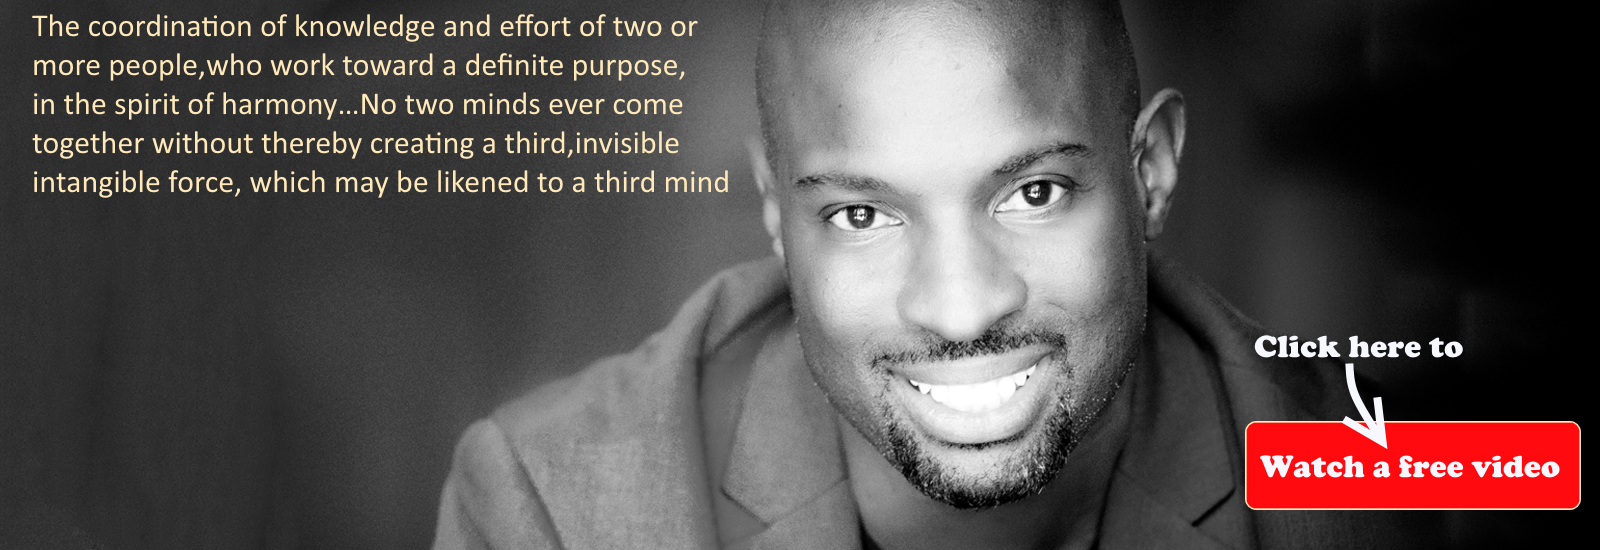 The coordination of knowledge and effort of two or
more people,who work toward a definite purpose,
in the spirit of harmony...No two minds ever come
together without thereby creating a third,invisible
intangible force, which may be likened to a third mind
Click here to
Watch a free video